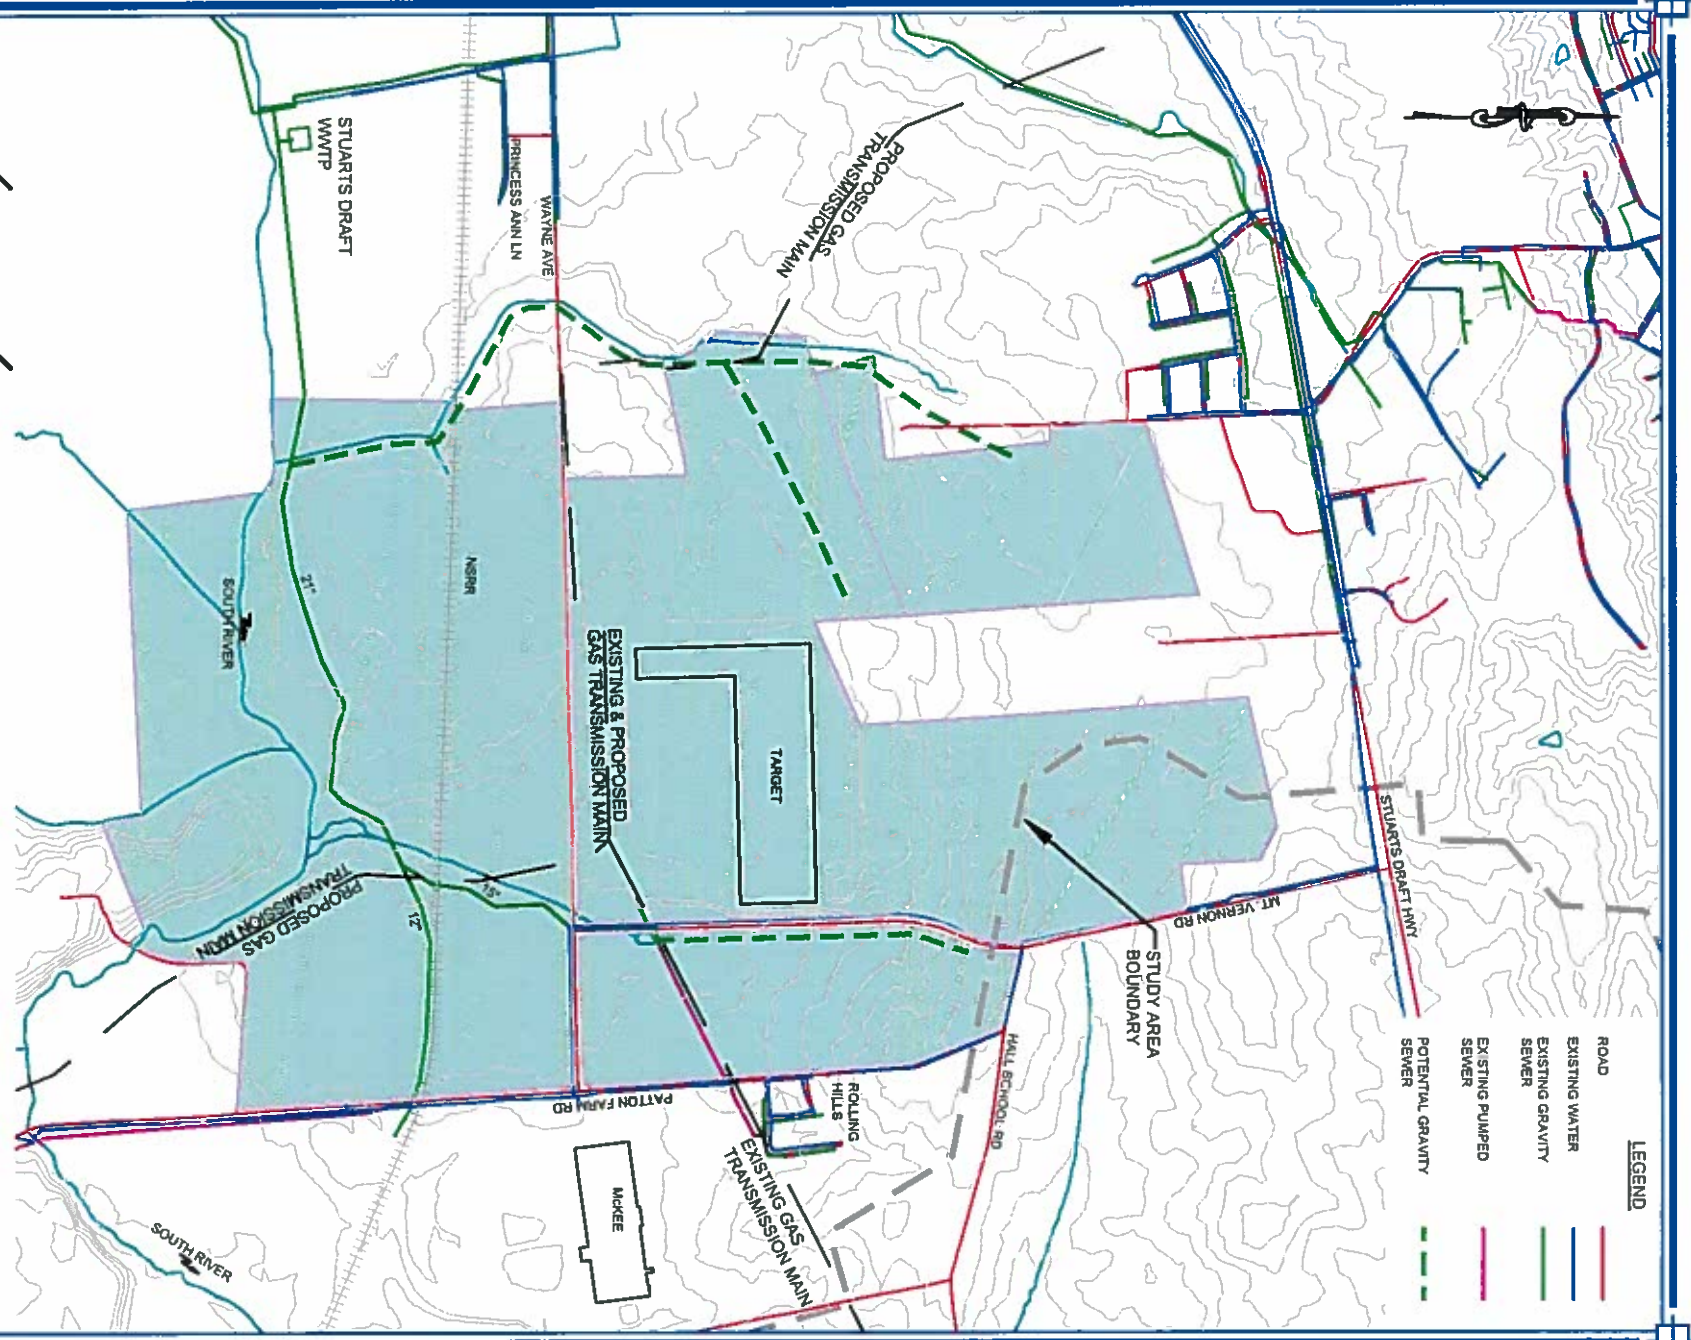 LEGEND
ROAD
EXISTING WATER
EXISTING GRAVITY
SEWER
EXISTING PUMPED
SEWER
POTENTIAL GRAVITY
SEWER
STUARTS DRAFT HWY
MT. VERNON RD
STUDY AREA
BOUNDARY
HALL SCHOOL RD
PROPOSED GAS
TRANSMISSION MAIN
ROLLING
HILLS
TARGET
EXISTING GAS
TRANSMISSION MAIN
EXISTING & PROPOSED
GAS TRANSMISSION MAIN
PATTON FARM RD
McKEE
WAYNE AVE
PRINCESS ANN LN
NSRR
STUARTS DRAFT
WWTP
21"
15"
12"
PROPOSED GAS
TRANSMISSION MAIN
SOUTH RIVER
SOUTH RIVER